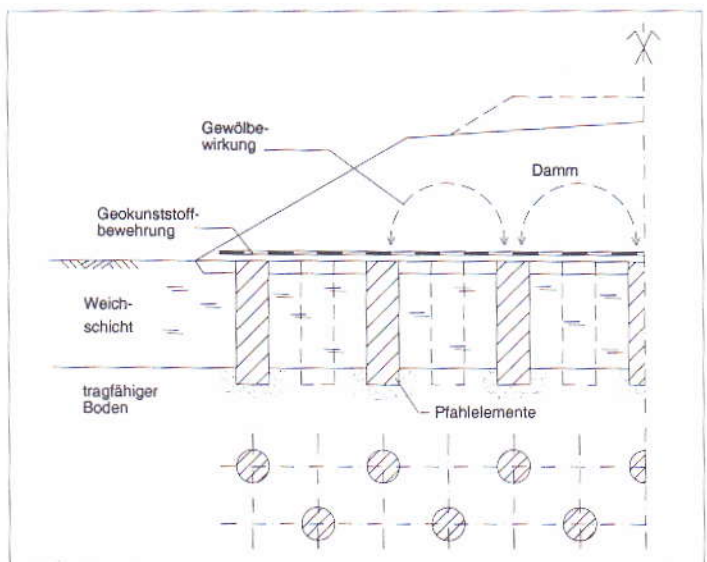 Gewölbe-
wirkung
Damm
Geokunststoff-
bewehrung
Weich-
schicht
tragfähiger
Boden
Pfahlelemente